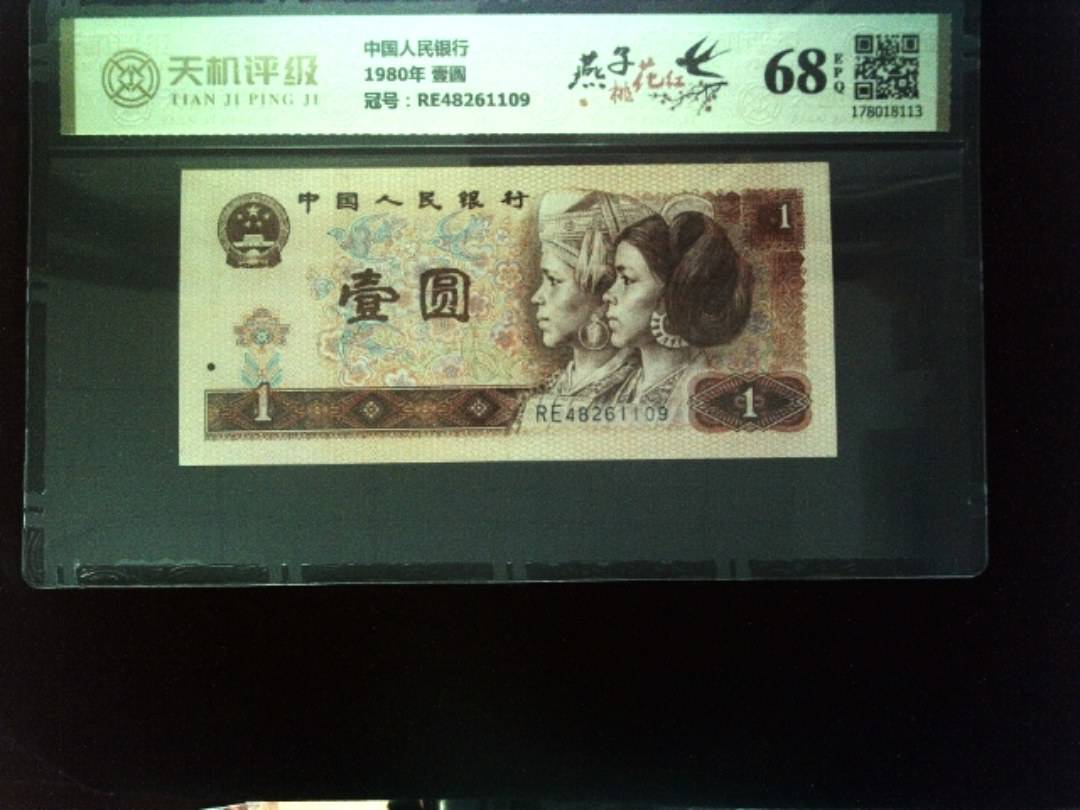 天机评级
TIAN JI PING JI
中国人民银行
1980年 壹圆
冠号：RE48261109
燕子
桃花红
68
EPQ
178018113
中国人民银行
1
壹圆
1
RE48261109
1